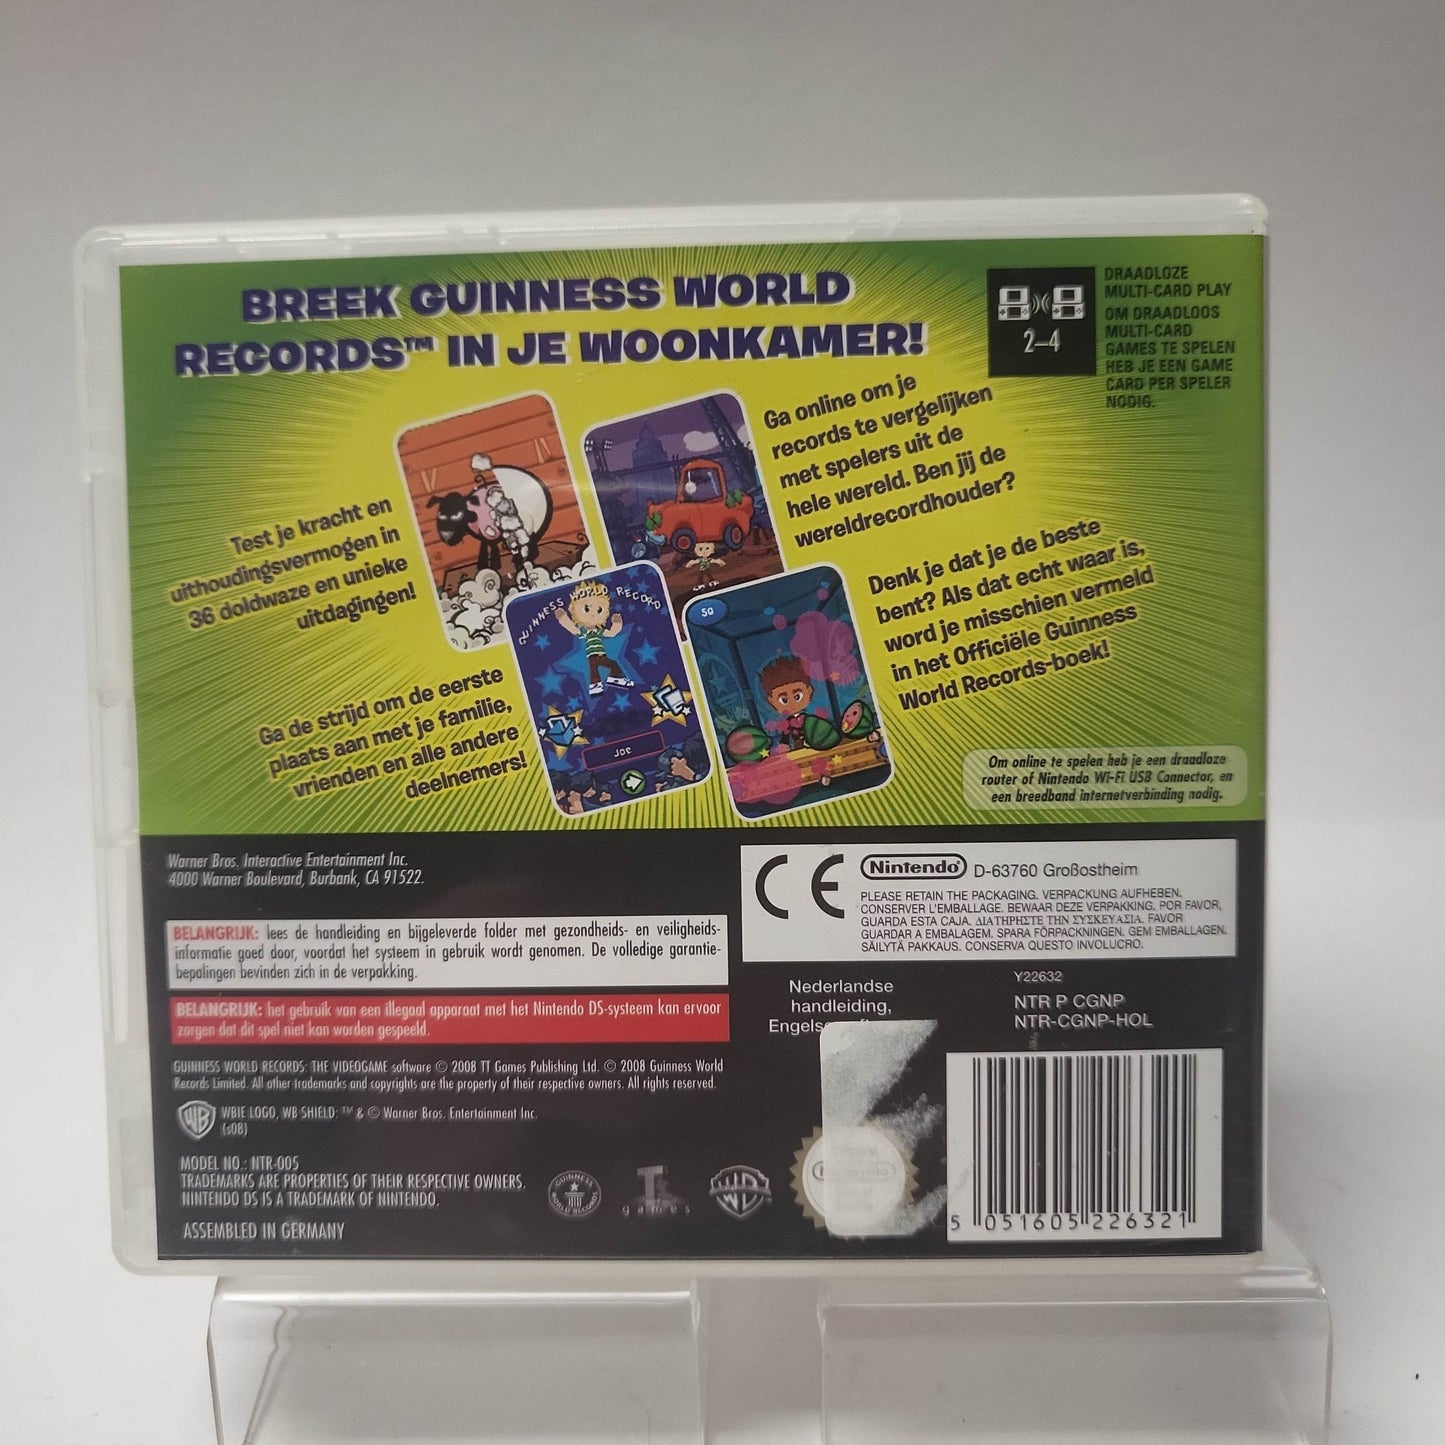 BREEK GUINNESS WORLD
RECORDS™ IN JE WOONKAMER!
2–4
DRAADLOZE
MULTI-CARD PLAY
OM DRAADLOOS
MULTI-CARD
GAMES TE SPELEN
HEB JE EEN GAME
CARD PER SPELER
NODIG.
Ga online om je
records te vergelijken
met spelers uit de
hele wereld. Ben jij de
wereldrecordhouder?
Test je kracht en
uithoudingsvermogen in
36 doldwaze en unieke
uitdagingen!
Denk je dat je de beste
bent? Als dat echt waar is,
word je misschien vermeld
in het Officiële Guinness
World Records-boek!
GUINNESS WORLD RECORD
JOE
50
Ga de strijd om de eerste
plaats aan met je familie,
vrienden en alle andere
deelnemers!
Om online te spelen heb je een draadloze
router of Nintendo Wi-Fi USB Connector, en
een breedband internetverbinding nodig.
Warner Bros. Interactive Entertainment Inc.
4000 Warner Boulevard, Burbank, CA 91522.
CE Nintendo D-63760 Großostheim
PLEASE RETAIN THE PACKAGING. VERPACKUNG AUFHEBEN.
CONSERVER L'EMBALLAGE. BEWAAR DEZE VERPAKKING. POR FAVOR,
GUARDA ESTA CAJA. ΔΙΑΤΗΡΗΣΤΕ ΤΗΝ ΣΥΣΚΕΥΑΣΙΑ. FAVOR
GUARDAR A EMBALAGEM. SPARA FÖRPACKNINGEN. GEM EMBALLAGEN.
SÄILYTÄ PAKKAUS. CONSERVA QUESTO INVOLUCRO.
BELANGRIJK: lees de handleiding en bijgeleverde folder met gezondheids- en veiligheids-
informatie goed door, voordat het systeem in gebruik wordt genomen. De volledige garantie-
bepalingen bevinden zich in de verpakking.
BELANGRIJK: het gebruik van een illegaal apparaat met het Nintendo DS-systeem kan ervoor
zorgen dat dit spel niet kan worden gespeeld.
Nederlandse
handleiding,
Y22632
NTR P CGNP
NTR-CGNP-HOL
GUINNESS WORLD RECORDS: THE VIDEOGAME software © 2008 TT Games Publishing Ltd. © 2008 Guinness World
Records Limited. All other trademarks and copyrights are the property of their respective owners. All rights reserved.
WB
WBIE LOGO, WB SHIELD: ™ & © Warner Bros. Entertainment Inc.
(s08)
MODEL NO.: NTR-005
TRADEMARKS ARE PROPERTIES OF THEIR RESPECTIVE OWNERS.
NINTENDO DS IS A TRADEMARK OF NINTENDO.
ASSEMBLED IN GERMANY
GUINNESS WORLD RECORDS
TT games
WB
Nintendo
5 051605 226321